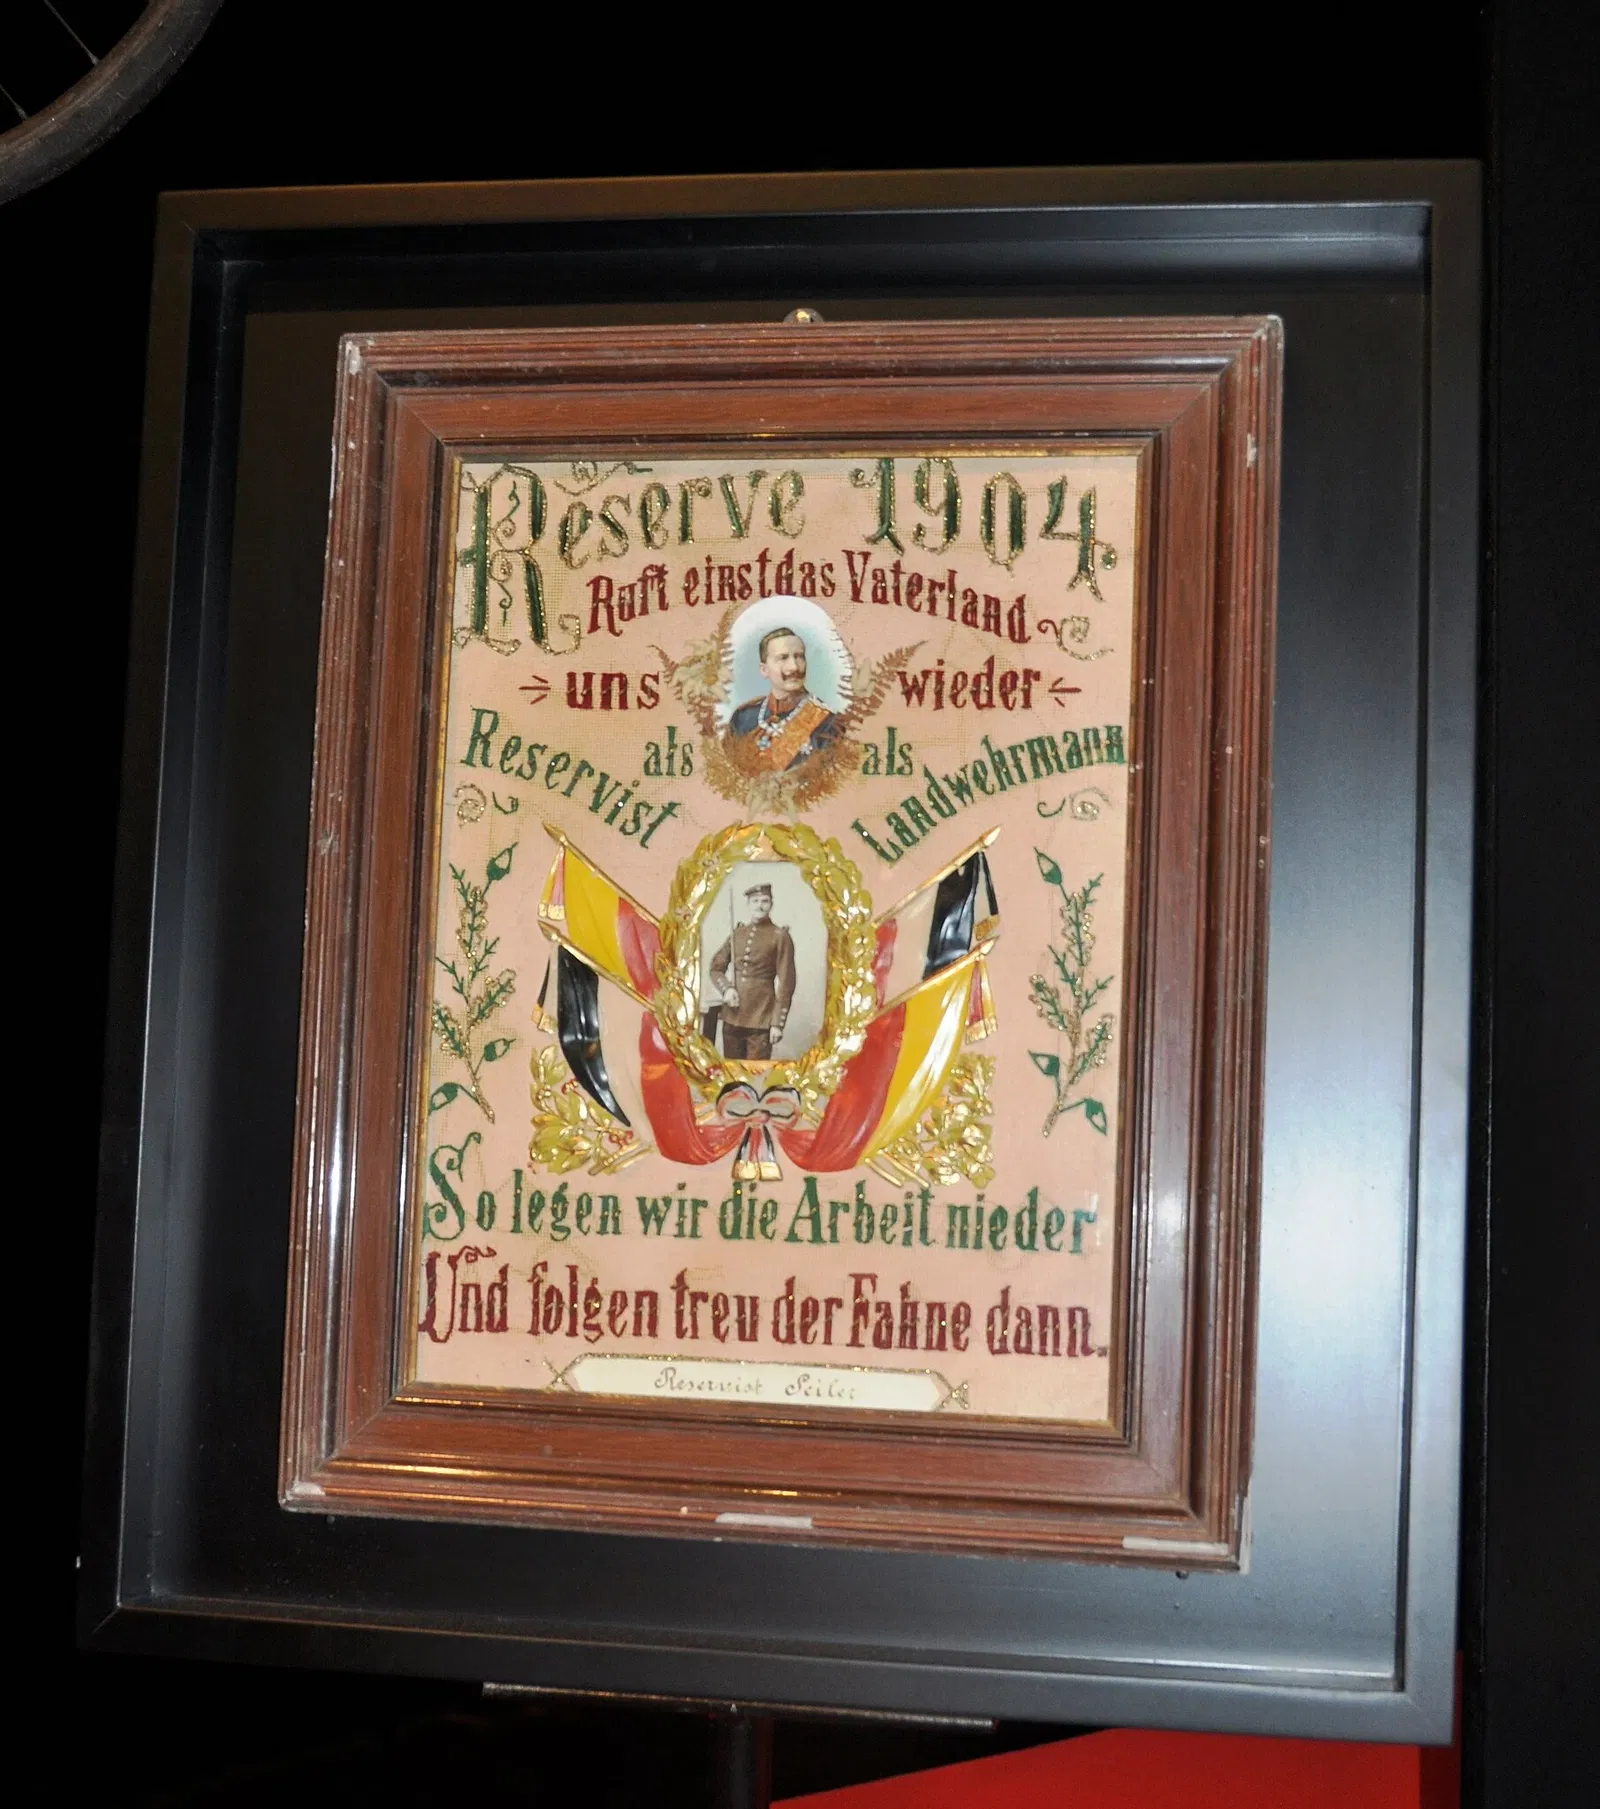 Reserve 1904
Ruft einst das Vaterland
uns wieder
Reservist als als Landwehrmann
So legen wir die Arbeit nieder
Und folgen treu der Fahne dann.
Reservist Seiler